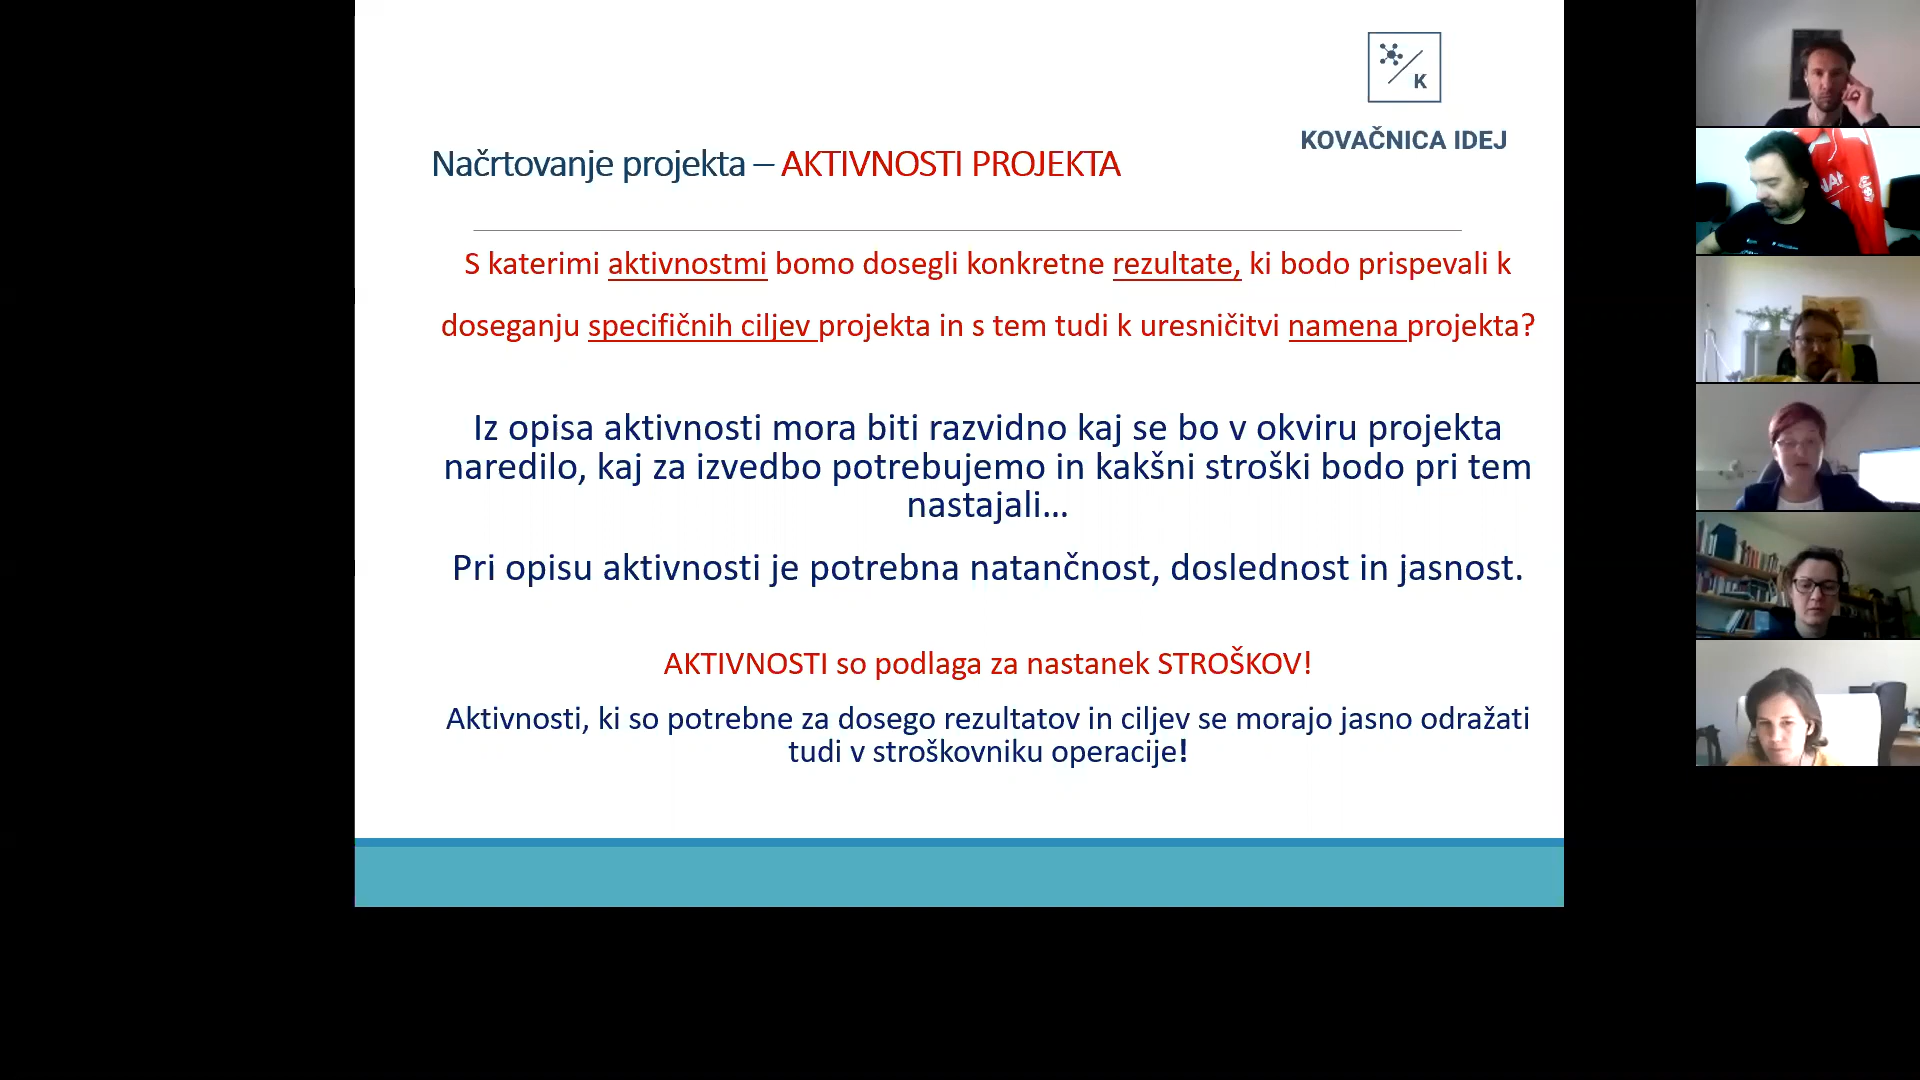 K
KOVAČNICA IDEJ
Načrtovanje projekta – AKTIVNOSTI PROJEKTA
S katerimi aktivnostmi bomo dosegli konkretne rezultate, ki bodo prispevali k
doseganju specifičnih ciljev projekta in s tem tudi k uresničitvi namena projekta?
Iz opisa aktivnosti mora biti razvidno kaj se bo v okviru projekta
naredilo, kaj za izvedbo potrebujemo in kakšni stroški bodo pri tem
nastajali...
Pri opisu aktivnosti je potrebna natančnost, doslednost in jasnost.
AKTIVNOSTI so podlaga za nastanek STROŠKOV!
Aktivnosti, ki so potrebne za dosego rezultatov in ciljev se morajo jasno odražati
tudi v stroškovniku operacije!